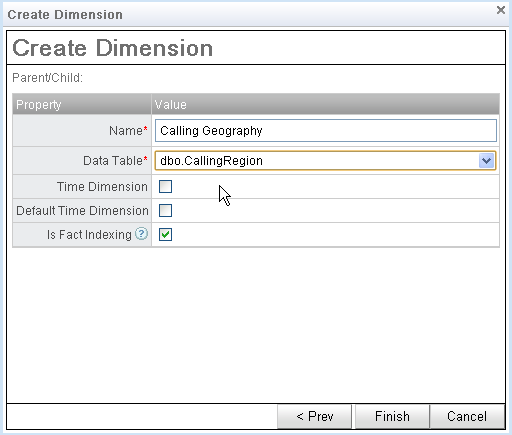 Create Dimension
Create Dimension
Parent/Child:
Property Value
Name* Calling Geography
Data Table* dbo.CallingRegion
Time Dimension
Default Time Dimension
Is Fact Indexing ?
< Prev Finish Cancel